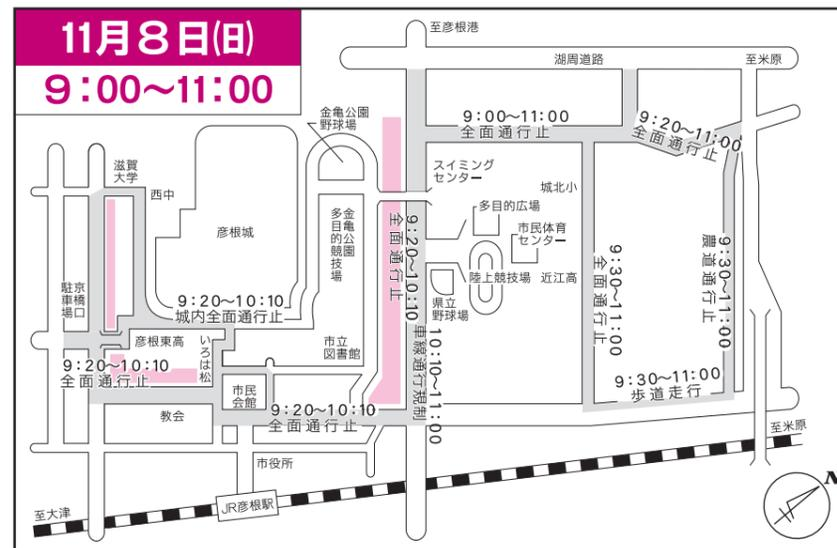 11月8日(日)
9:00〜11:00
至彦根港
湖周道路
至米原
金亀公園
野球場
9:00〜11:00
全面通行止
9:20〜11:00
全面通行止
滋賀
大学
西中
スイミング
センター
城北小
多目的広場
彦根城
金亀公園
多目的競技場
9:20〜10:10
全面通行止
市民体育
センター
陸上競技場
近江高
9:30〜11:00
全面通行止
9:30〜11:00
農道通行止
京橋口
駐車場
9:20〜10:10
城内全面通行止
県立
野球場
彦根東高
いろは松
市立
図書館
10:10〜11:00
車線通行規制
9:20〜10:10
全面通行止
市民
会館
9:30〜11:00
歩道走行
教会
9:20〜10:10
全面通行止
至米原
市役所
JR彦根駅
至大津
N